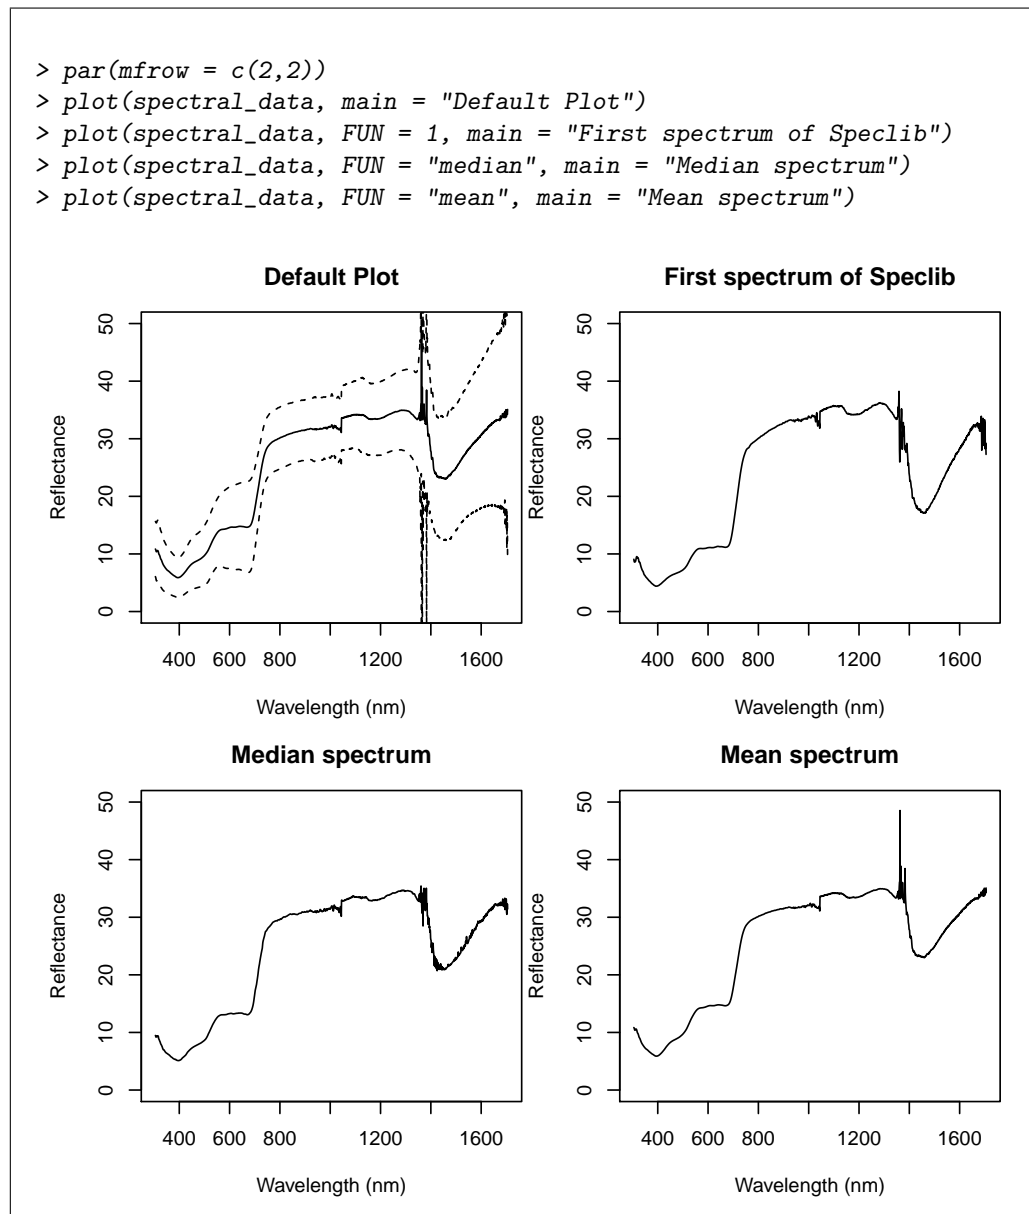 > par(mfrow = c(2,2))
> plot(spectral_data, main = "Default Plot")
> plot(spectral_data, FUN = 1, main = "First spectrum of Speclib")
> plot(spectral_data, FUN = "median", main = "Median spectrum")
> plot(spectral_data, FUN = "mean", main = "Mean spectrum")
Default Plot
50
40
30
20
10
0
Reflectance
400 600 800 1200 1600
Wavelength (nm)
First spectrum of Speclib
50
40
30
20
10
0
Reflectance
400 600 800 1200 1600
Wavelength (nm)
Median spectrum
50
40
30
20
10
0
Reflectance
400 600 800 1200 1600
Wavelength (nm)
Mean spectrum
50
40
30
20
10
0
Reflectance
400 600 800 1200 1600
Wavelength (nm)